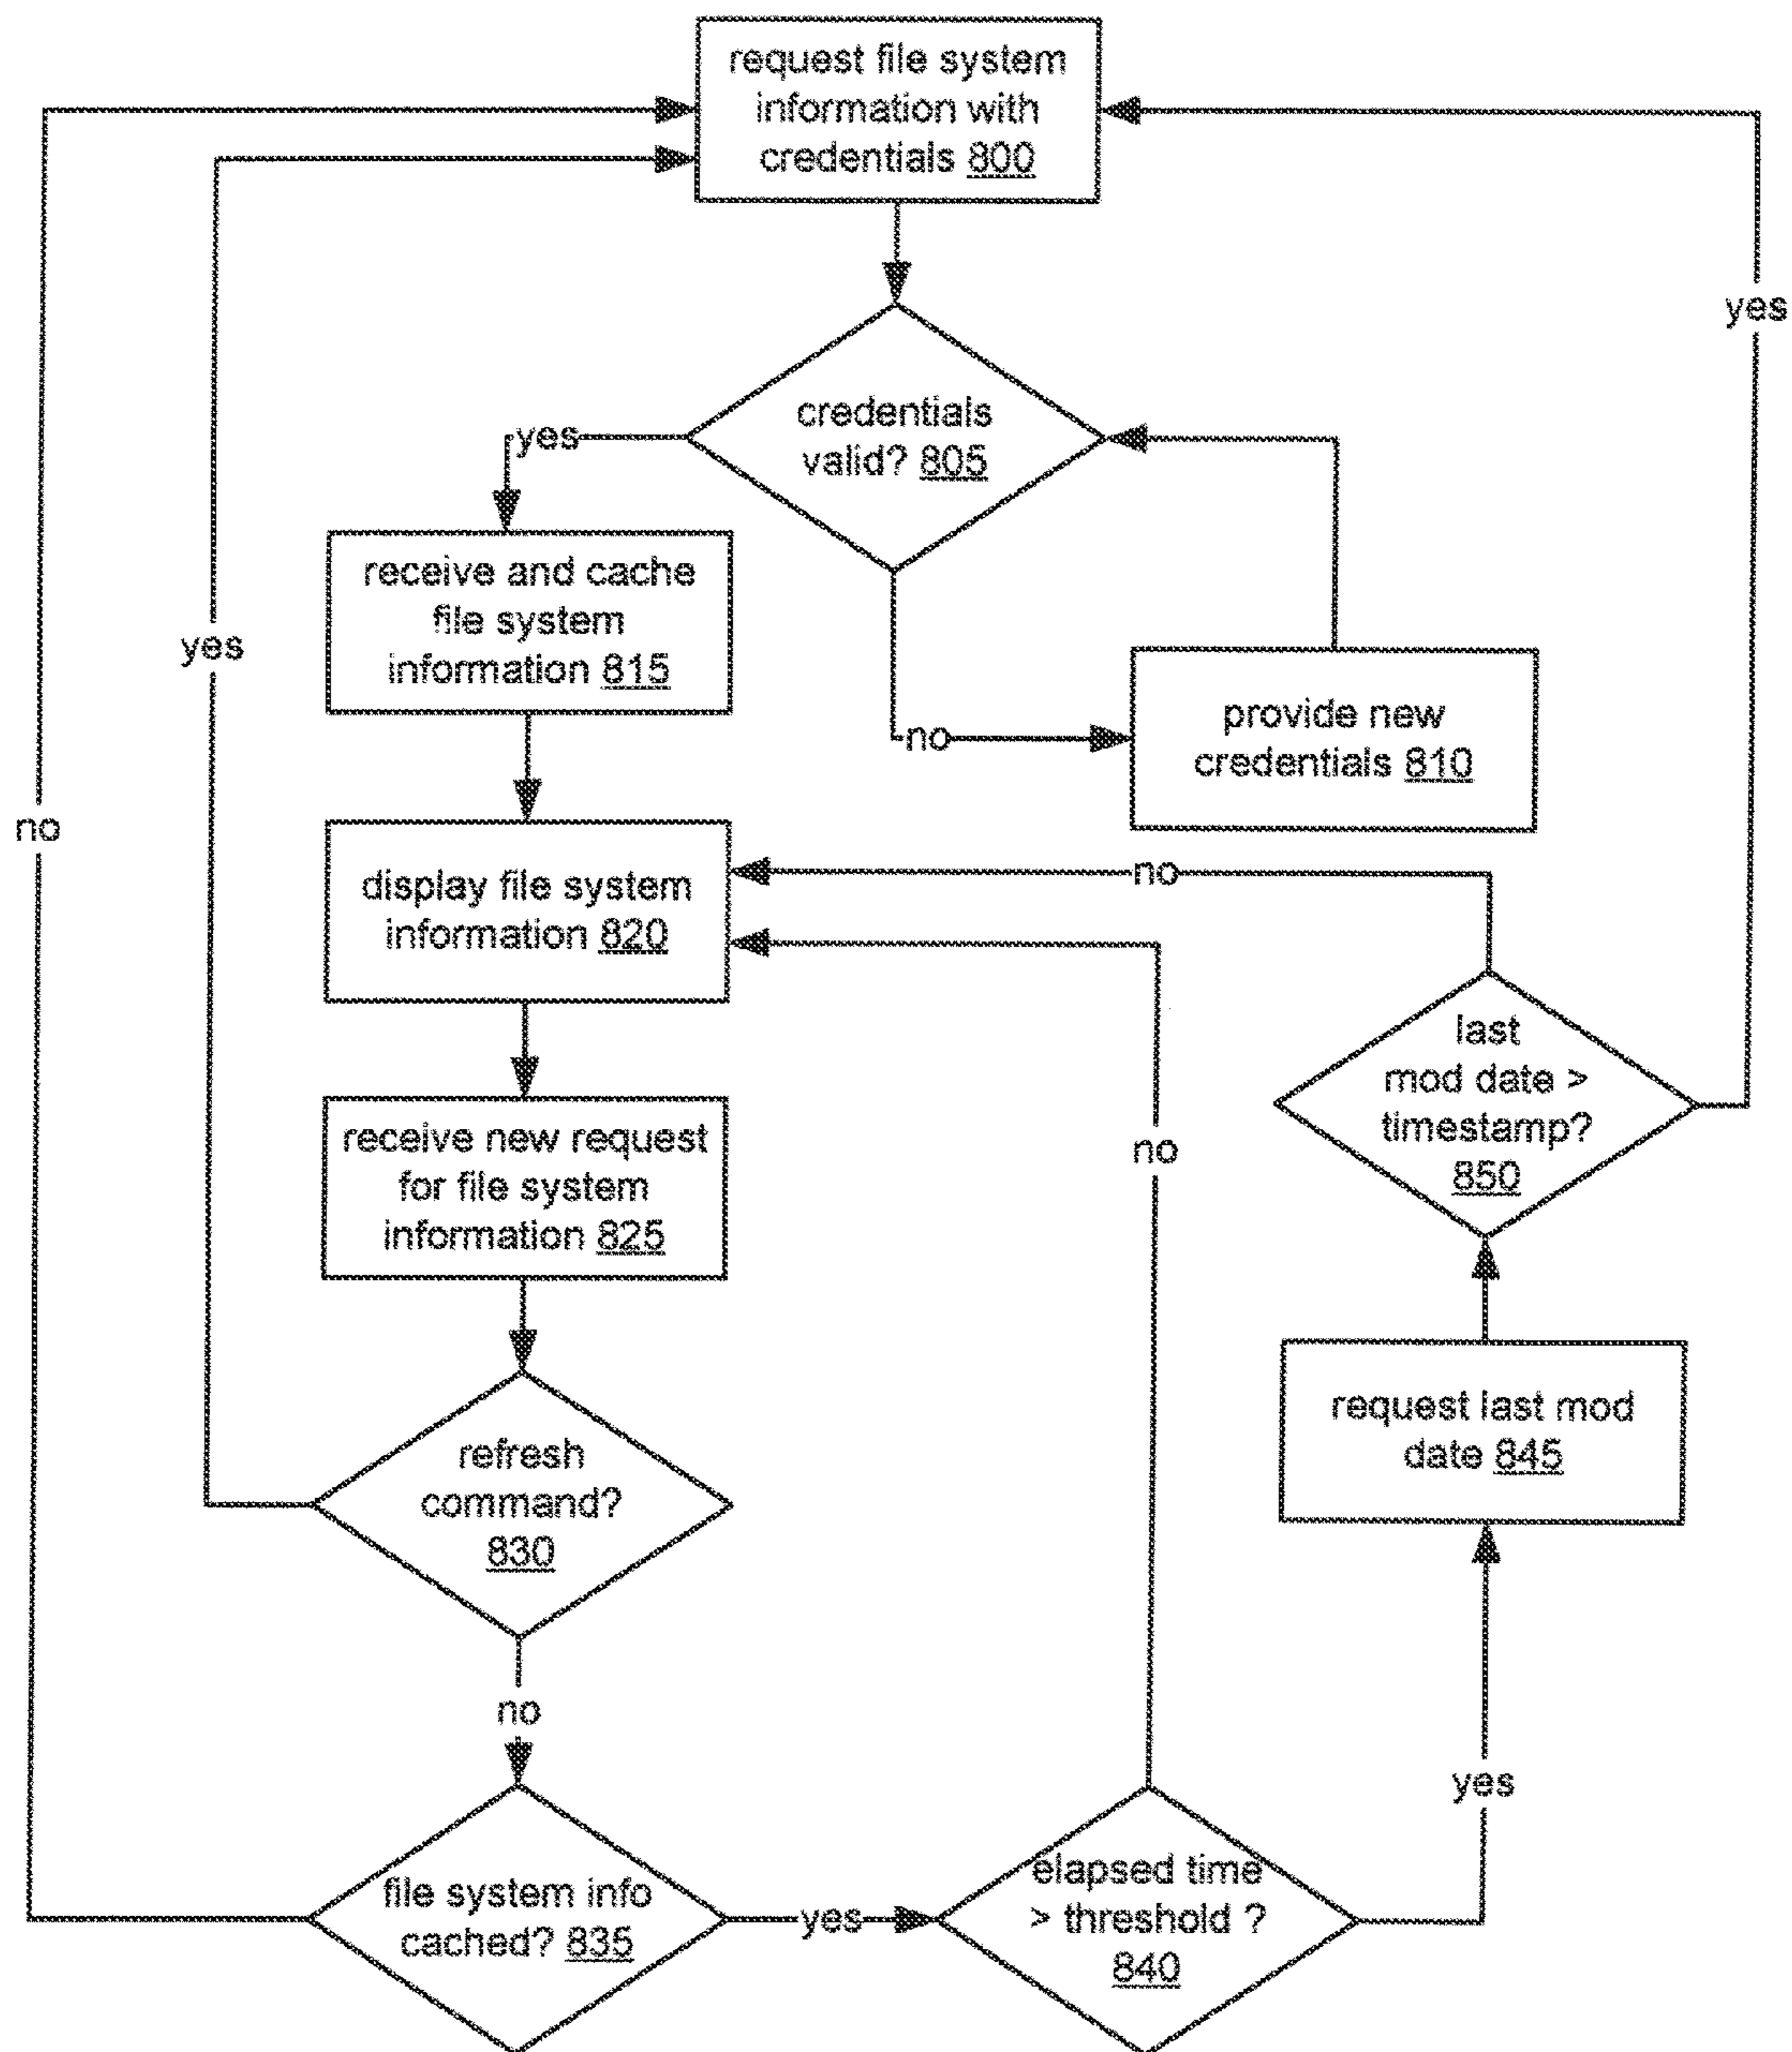 request file system
information with
credentials 800
yes
credentials
valid? 805
yes
receive and cache
file system
information 815
yes
no
provide new
credentials 810
no
display file system
information 820
no
last
mod date >
timestamp?
850
no
receive new request
for file system
information 825
request last mod
date 845
refresh
command?
830
no
yes
file system info
cached? 835
yes
elapsed time
> threshold ?
840